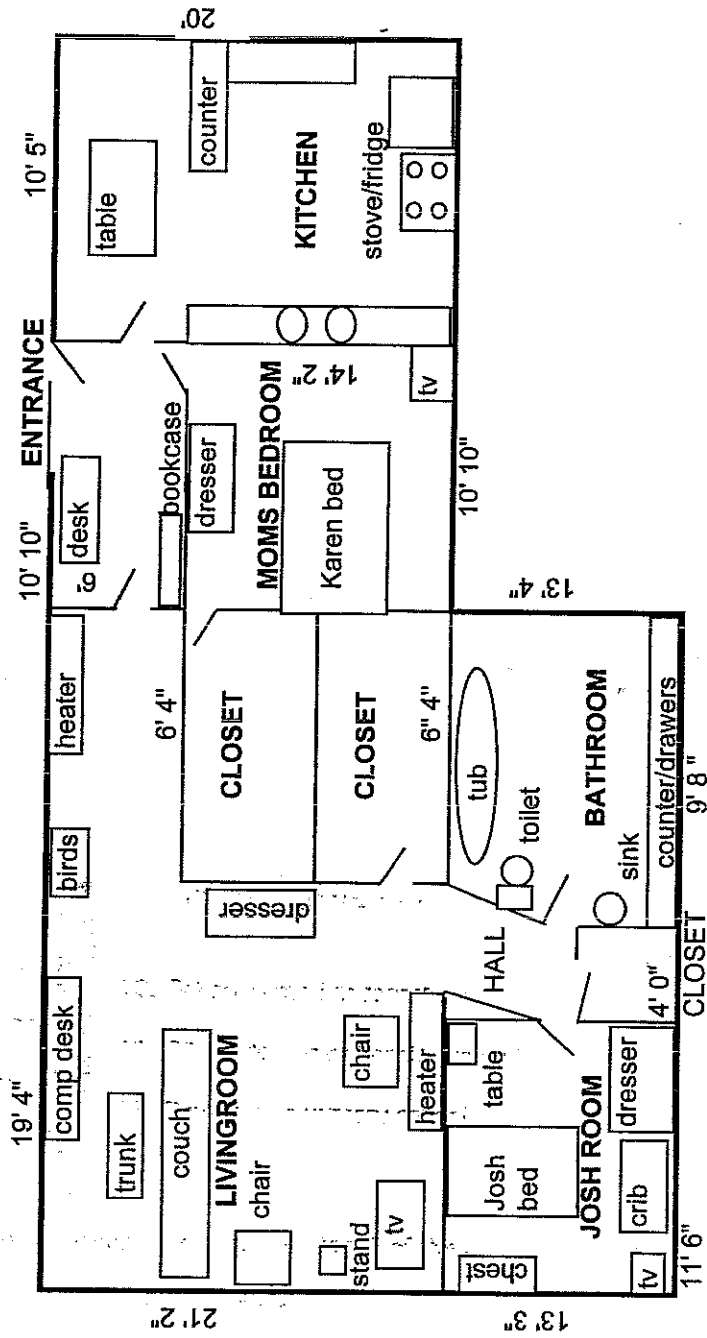 19' 4"
10' 10"
ENTRANCE
10' 5"
20'
comp desk
birds
heater
6'
desk
bookcase
table
counter
trunk
couch
LIVINGROOM
chair
stand
tv
chair
heater
dresser
21' 2"
6' 4"
CLOSET
CLOSET
6" 4"
dresser
MOMS BEDROOM
Karen bed
14' 2"
tv
10' 10"
KITCHEN
stove/fridge
13' 4"
HALL
tub
toilet
BATHROOM
sink
counter/drawers
9' 8 "
4' 0"
CLOSET
table
Josh
bed
JOSH ROOM
dresser
crib
chest
tv
13' 3"
11' 6"